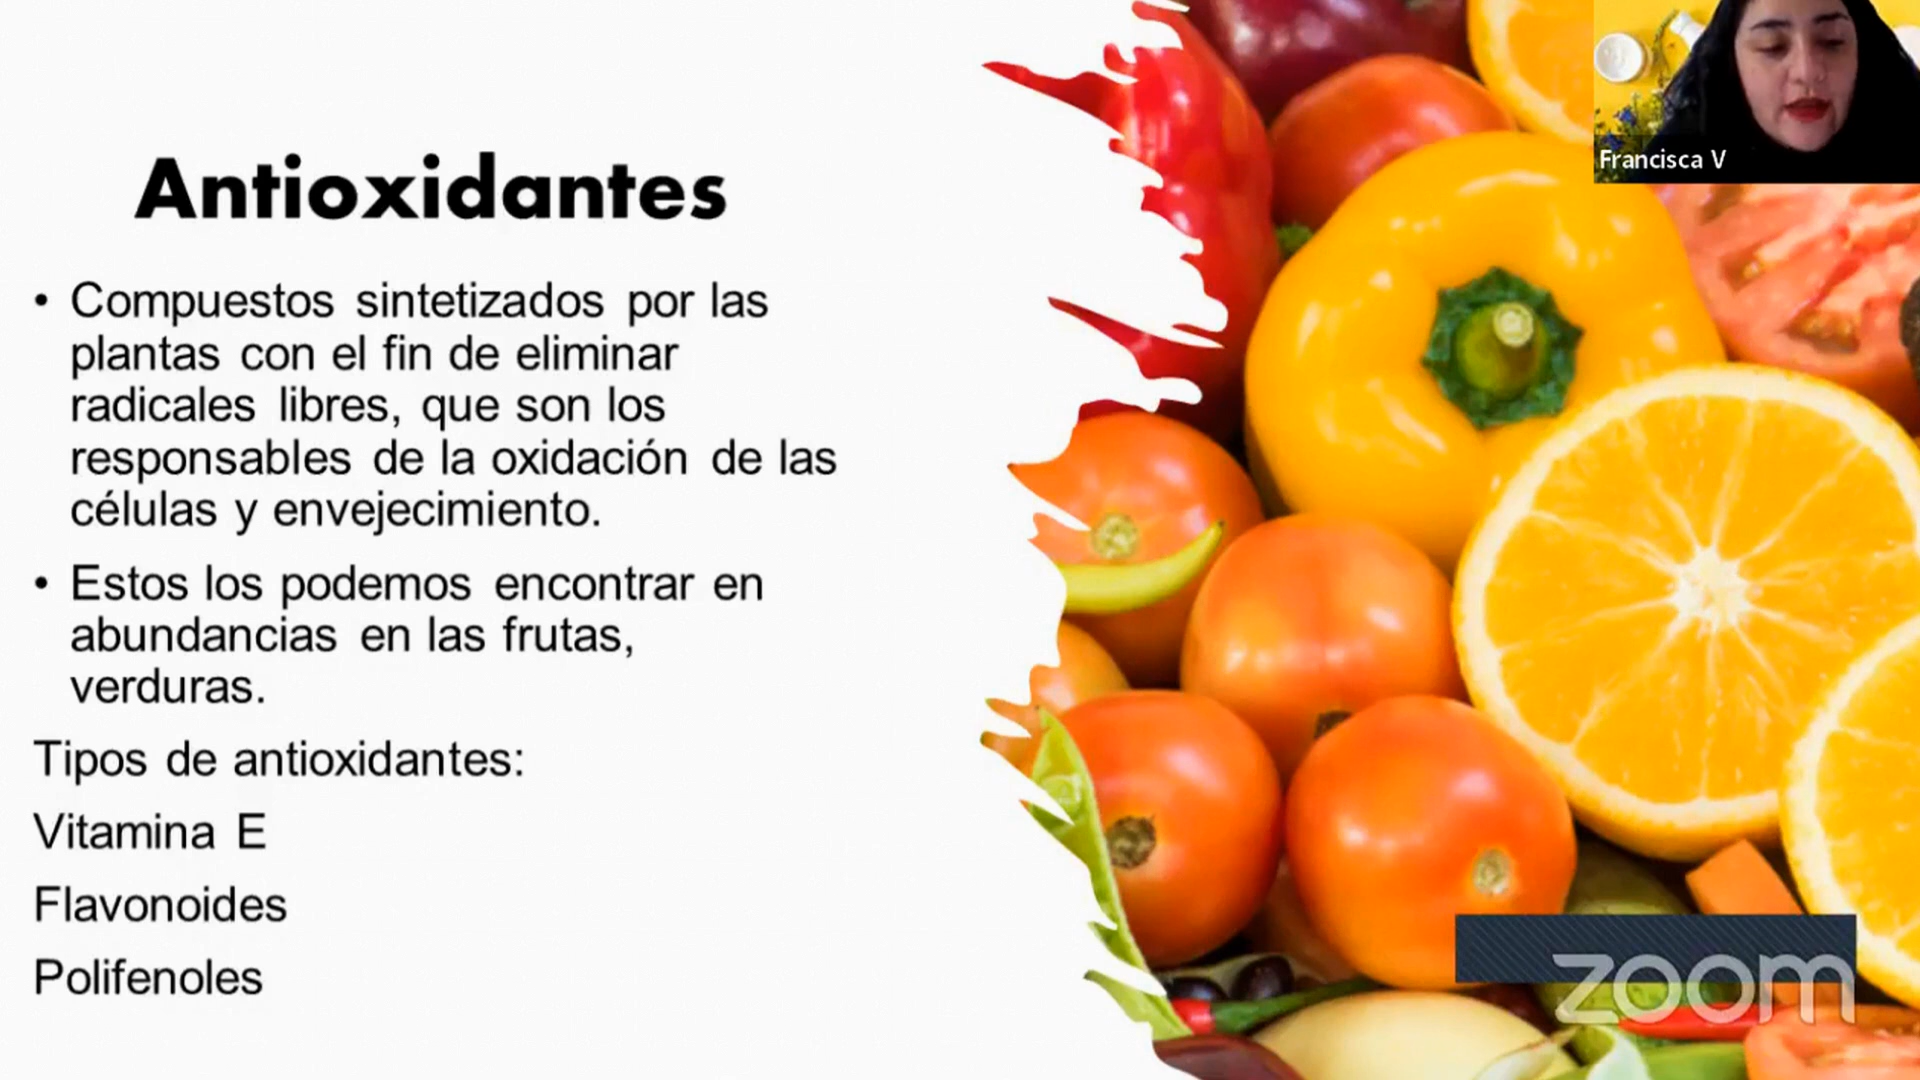 Francisca V
Antioxidantes
• Compuestos sintetizados por las
plantas con el fin de eliminar
radicales libres, que son los
responsables de la oxidación de las
células y envejecimiento.
• Estos los podemos encontrar en
abundancias en las frutas,
verduras.
Tipos de antioxidantes:
Vitamina E
Flavonoides
Polifenoles
zoom